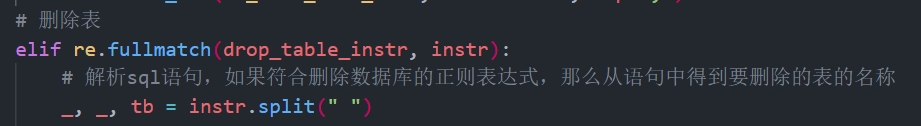 # 删除表
elif re.fullmatch(drop_table_instr, instr):
# 解析sql语句，如果符合删除数据库的正则表达式，那么从语句中得到要删除的表的名称
_, _, tb = instr.split(" ")